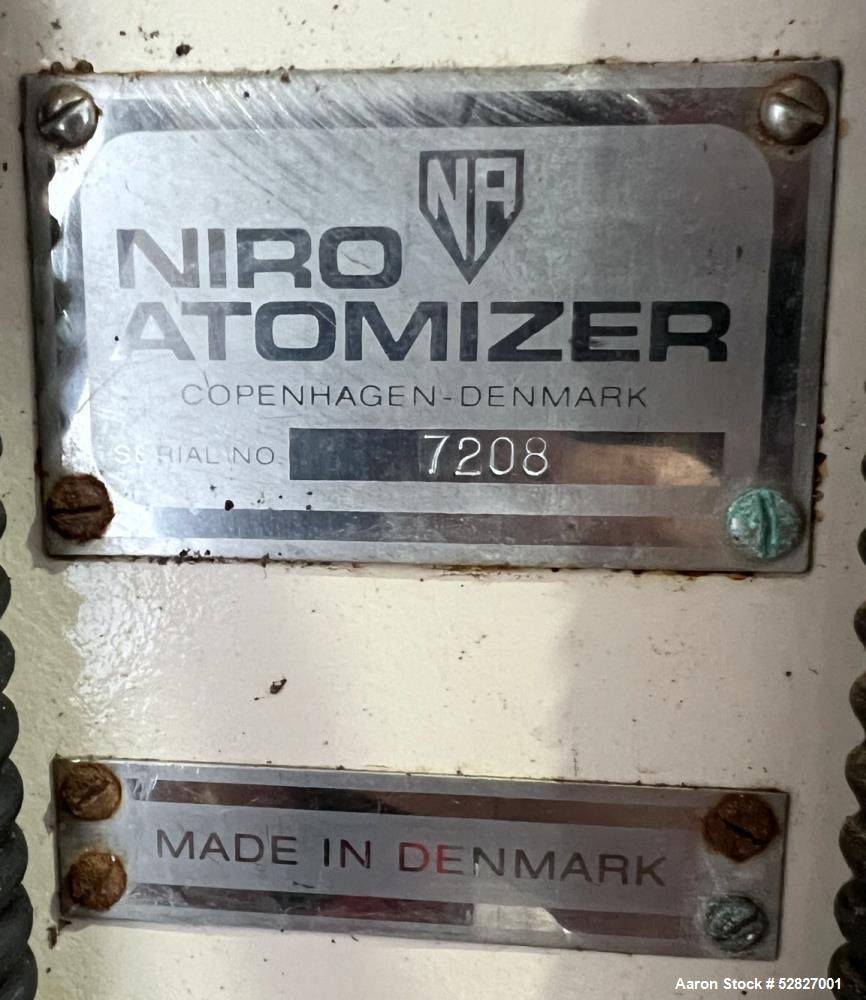 NA
NIRO
ATOMIZER
COPENHAGEN-DENMARK
SERIAL NO 7208
MADE IN DENMARK
Aaron Stock # 52827001